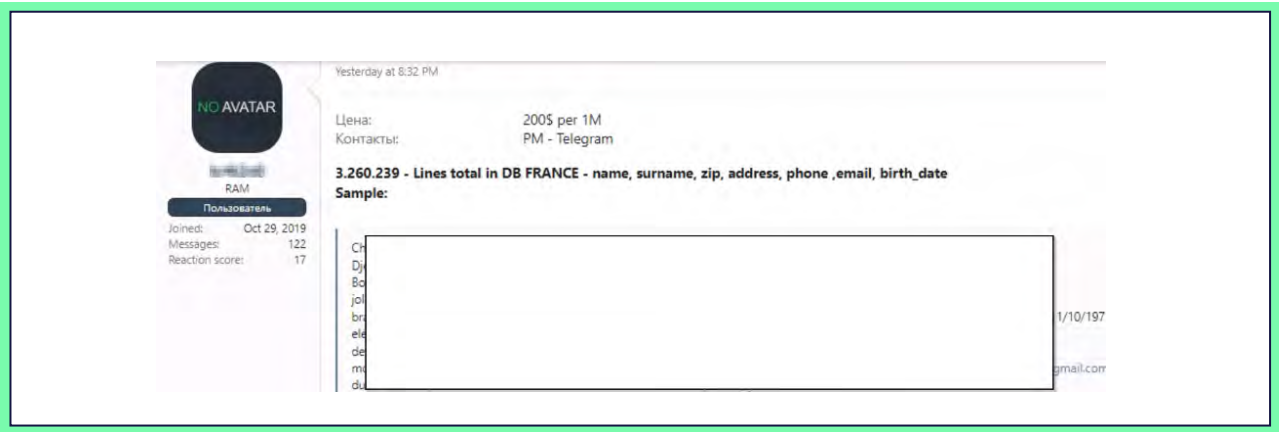 NO AVATAR
RAM
Пользователь
Joined: Oct 29, 2019
Messages: 122
Reaction score: 17
Yesterday at 8:32 PM
Цена: 200$ per 1M
Контакты: PM - Telegram
3.260.239 - Lines total in DB FRANCE - name, surname, zip, address, phone ,email, birth_date
Sample: